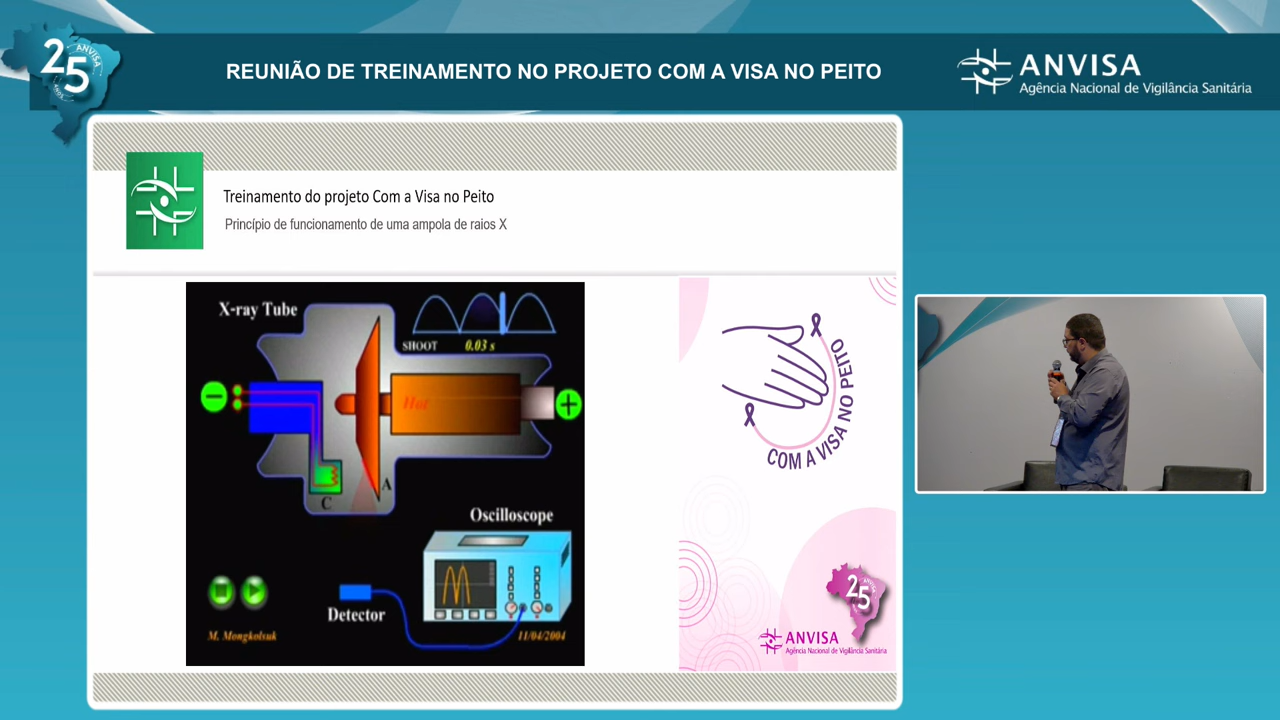 25
ANVISA
REUNIÃO DE TREINAMENTO NO PROJETO COM A VISA NO PEITO
ANVISA
Agência Nacional de Vigilância Sanitária
Treinamento do projeto Com a Visa no Peito
Princípio de funcionamento de uma ampola de raios X
X-ray Tube
SHOOT 0.03 s
Hot
A
C
Oscilloscope
Detector
M. Mongkolsuk
11/04/2004
COM A VISA NO PEITO
25
ANVISA
Agência Nacional de Vigilância Sanitária